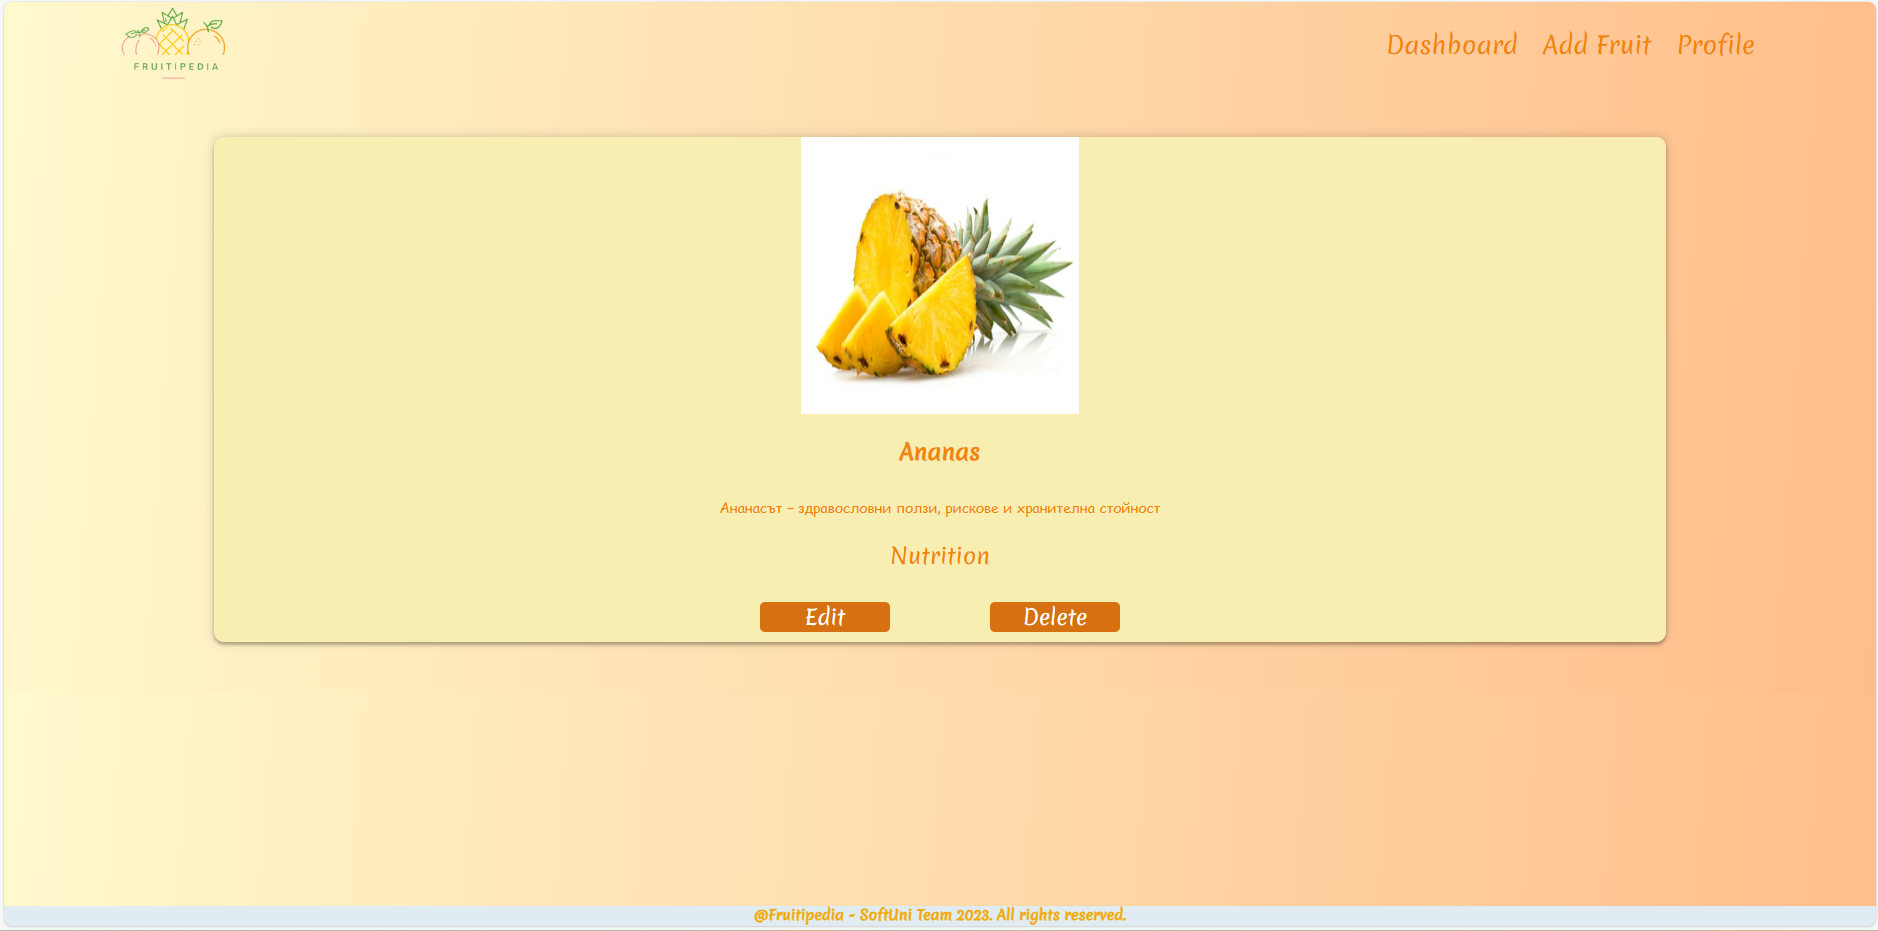 FRUITIPEDIA
Dashboard Add Fruit Profile
Ananas
Ананасът – здравословни ползи, рискове и хранителна стойност
Nutrition
Edit Delete
@Fruitipedia - SoftUni Team 2023. All rights reserved.